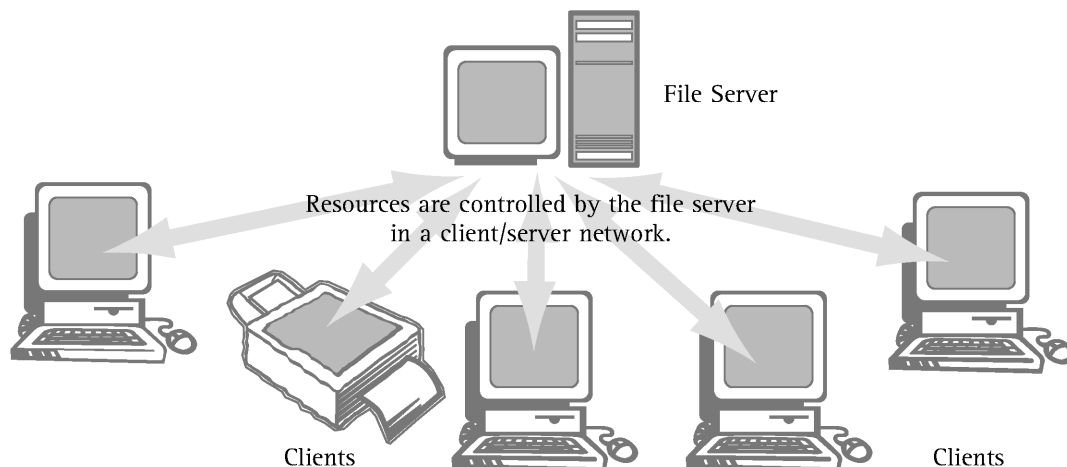 File Server
Resources are controlled by the file server
in a client/server network.
Clients
Clients